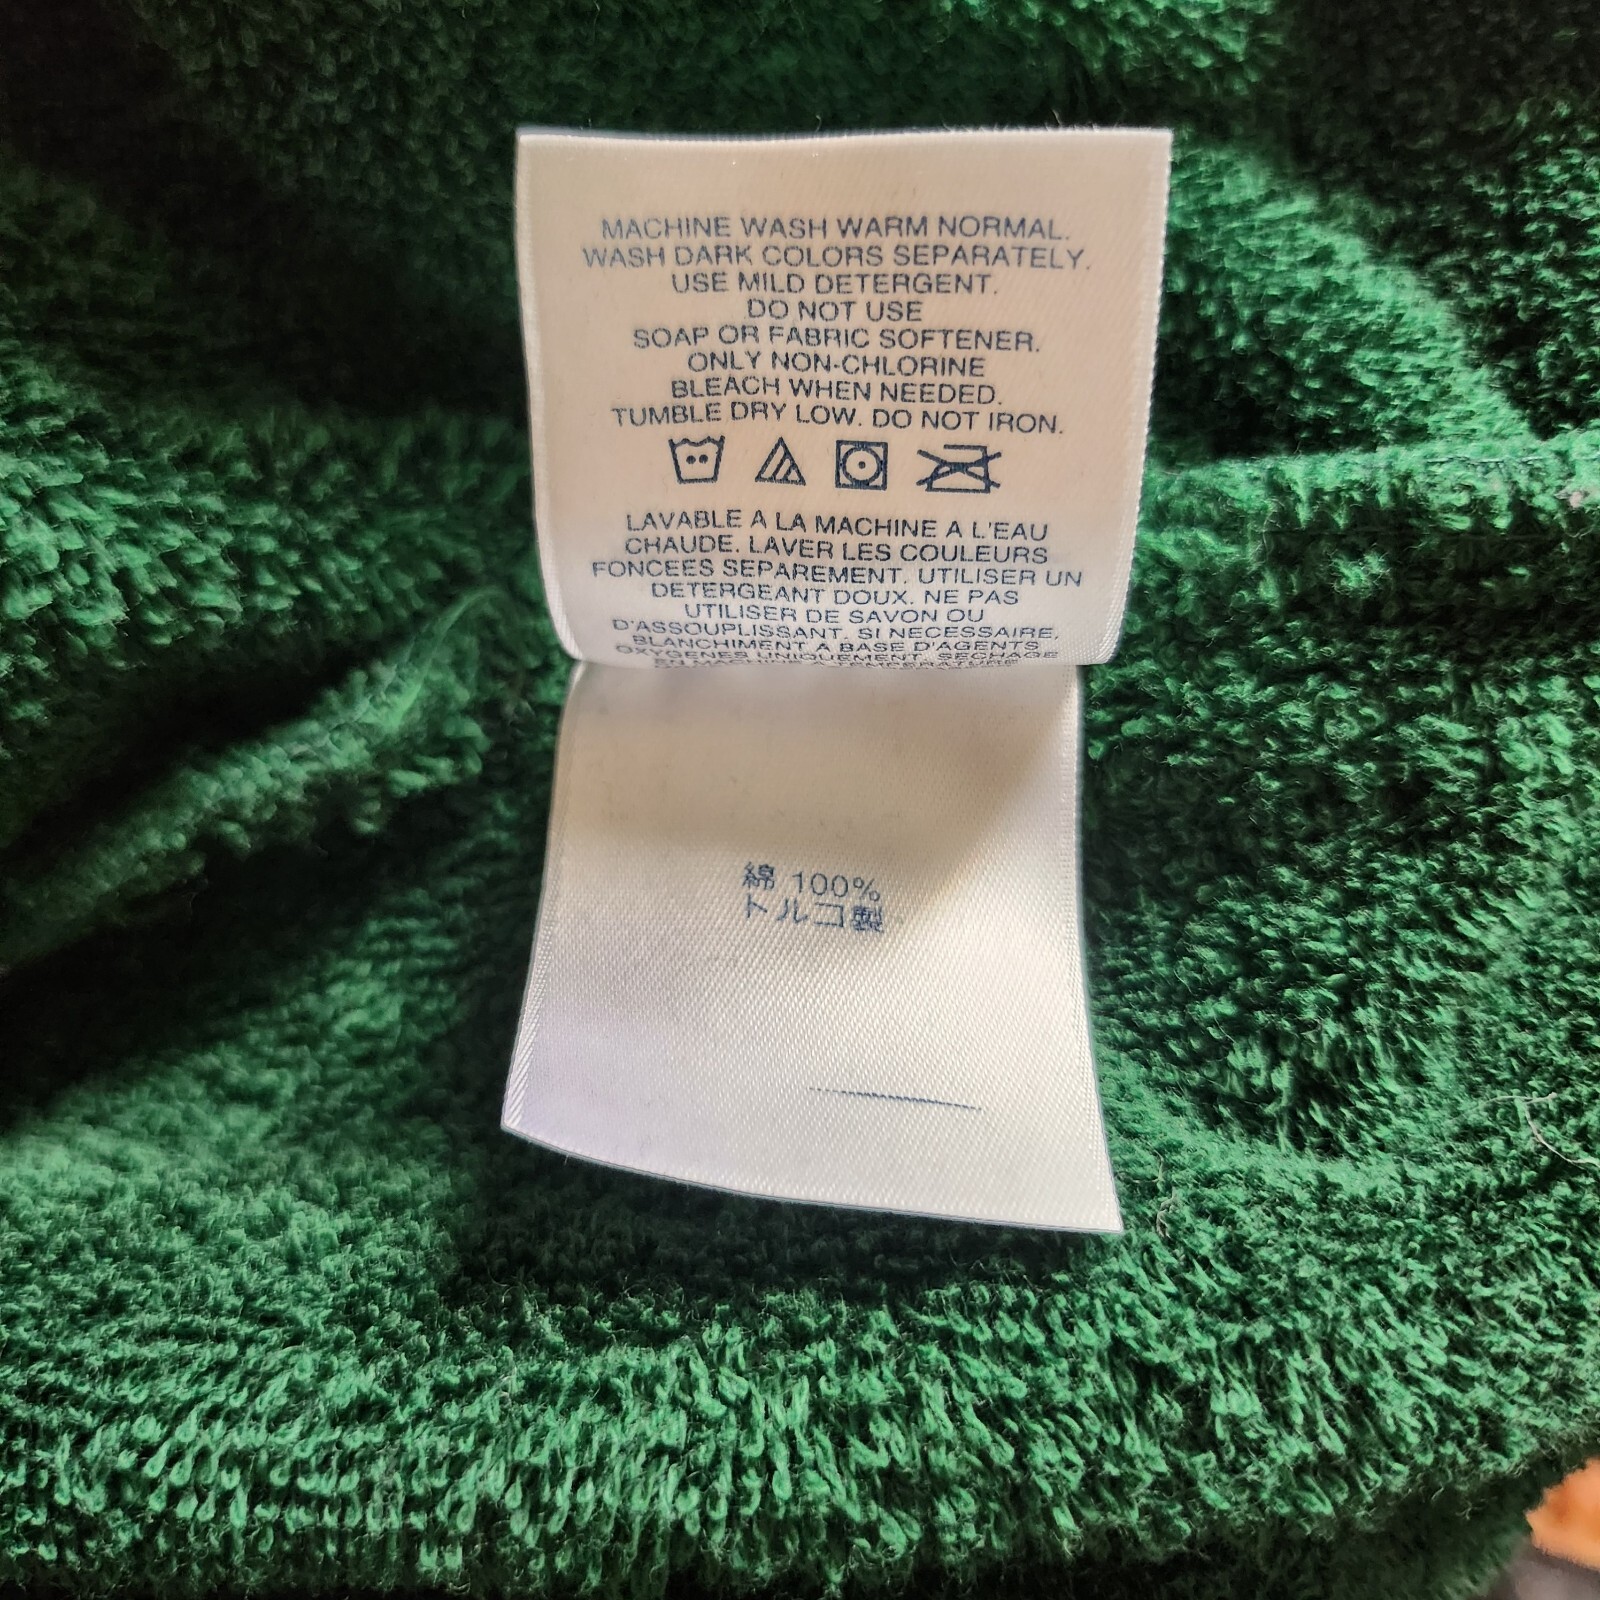 MACHINE WASH WARM NORMAL.
WASH DARK COLORS SEPARATELY.
USE MILD DETERGENT.
DO NOT USE
SOAP OR FABRIC SOFTENER.
ONLY NON-CHLORINE
BLEACH WHEN NEEDED.
TUMBLE DRY LOW. DO NOT IRON.
LAVABLE A LA MACHINE A L'EAU
CHAUDE. LAVER LES COULEURS
FONCEES SEPAREMENT. UTILISER UN
DETERGEANT DOUX. NE PAS
UTILISER DE SAVON OU
D'ASSOUPLISSANT. SI NECESSAIRE,
BLANCHIMENT A BASE D'AGENTS
OXYGENES UNIQUEMENT. SECHAGE
EN MACHINE A TEMPERATURE
綿 100%
トルコ製